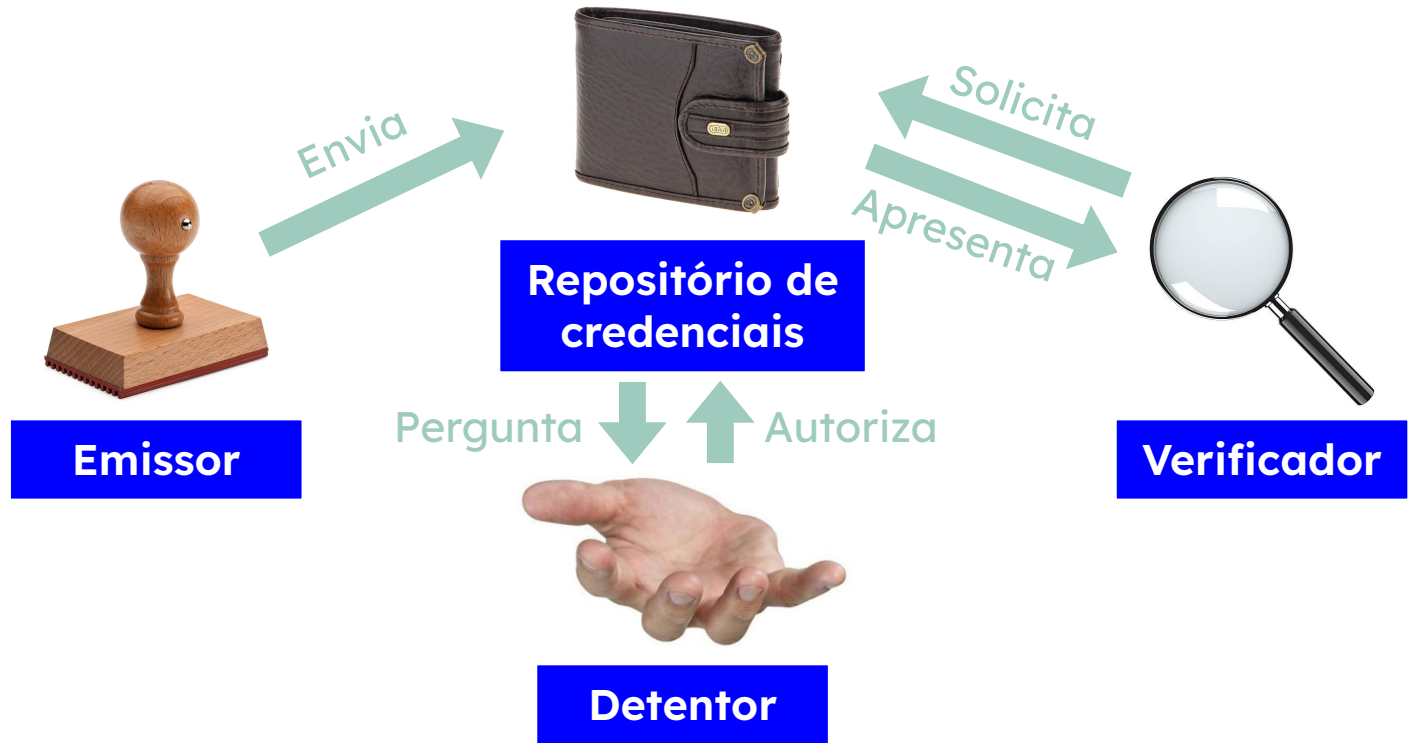 Envia
Solicita
Apresenta
Repositório de
credenciais
Pergunta
Autoriza
Emissor
Verificador
Detentor